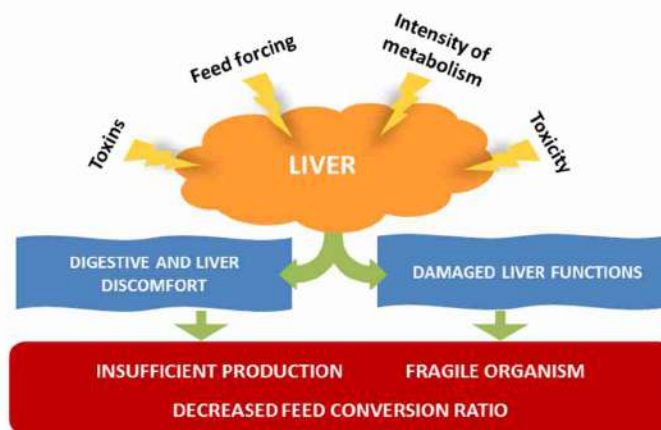 Toxins
Feed forcing
Intensity of
metabolism
Toxicity
LIVER
DIGESTIVE AND LIVER
DISCOMFORT
DAMAGED LIVER FUNCTIONS
INSUFFICIENT PRODUCTION
FRAGILE ORGANISM
DECREASED FEED CONVERSION RATIO